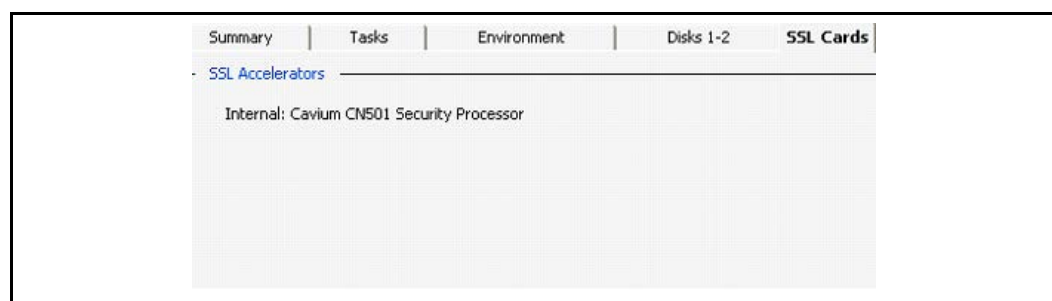 Summary | Tasks | Environment | Disks 1-2 SSL Cards
SSL Accelerators
Internal: Cavium CN501 Security Processor